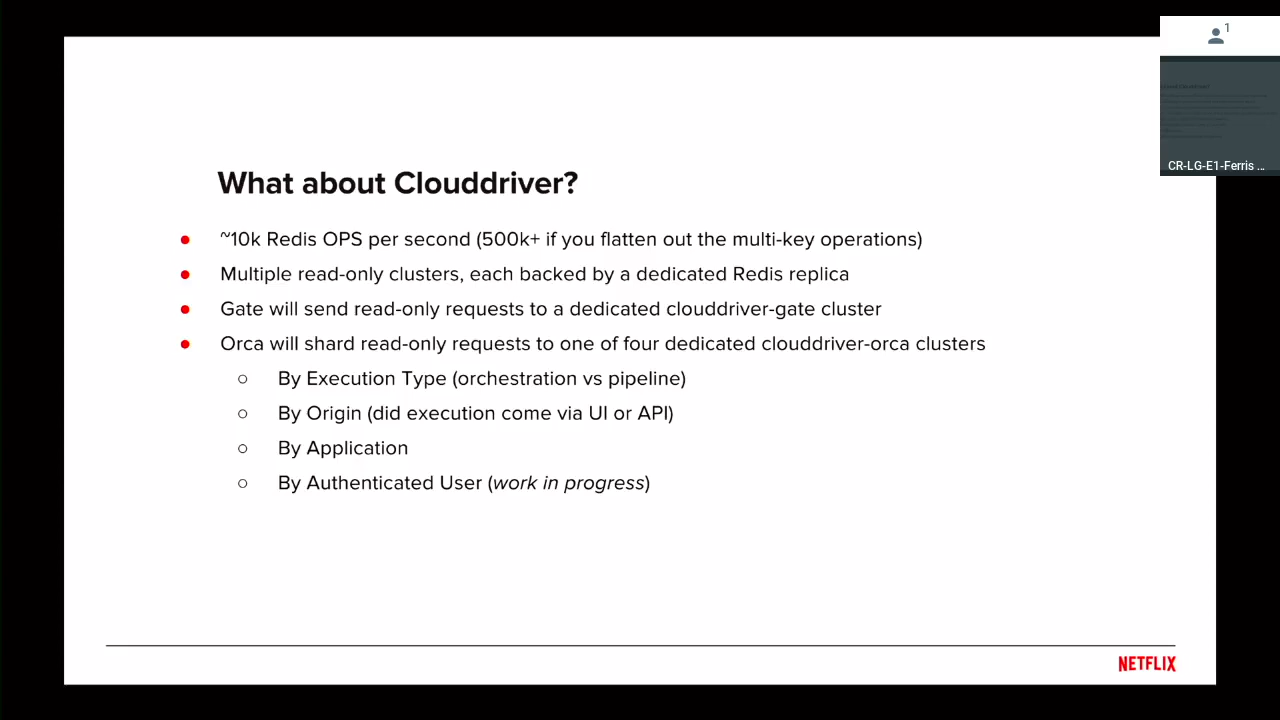 1
CR-LG-E1-Ferris ...
What about Clouddriver?
● ~10k Redis OPS per second (500k+ if you flatten out the multi-key operations)
● Multiple read-only clusters, each backed by a dedicated Redis replica
● Gate will send read-only requests to a dedicated clouddriver-gate cluster
● Orca will shard read-only requests to one of four dedicated clouddriver-orca clusters
○ By Execution Type (orchestration vs pipeline)
○ By Origin (did execution come via UI or API)
○ By Application
○ By Authenticated User (work in progress)
NETFLIX